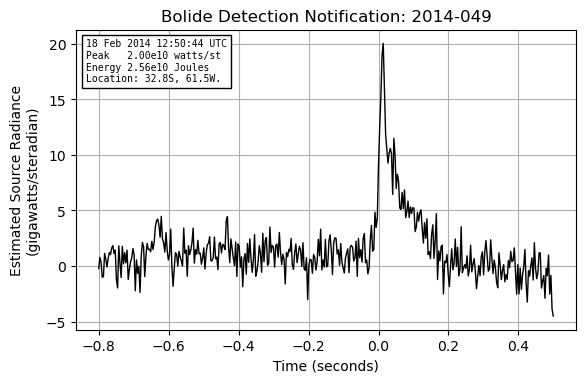 Bolide Detection Notification: 2014-049
18 Feb 2014 12:50:44 UTC
Peak   2.00e10 watts/st
Energy 2.56e10 Joules
Location: 32.8S, 61.5W.
Estimated Source Radiance
(gigawatts/steradian)
20
15
10
5
0
−5
−0.8 −0.6 −0.4 −0.2 0.0 0.2 0.4
Time (seconds)